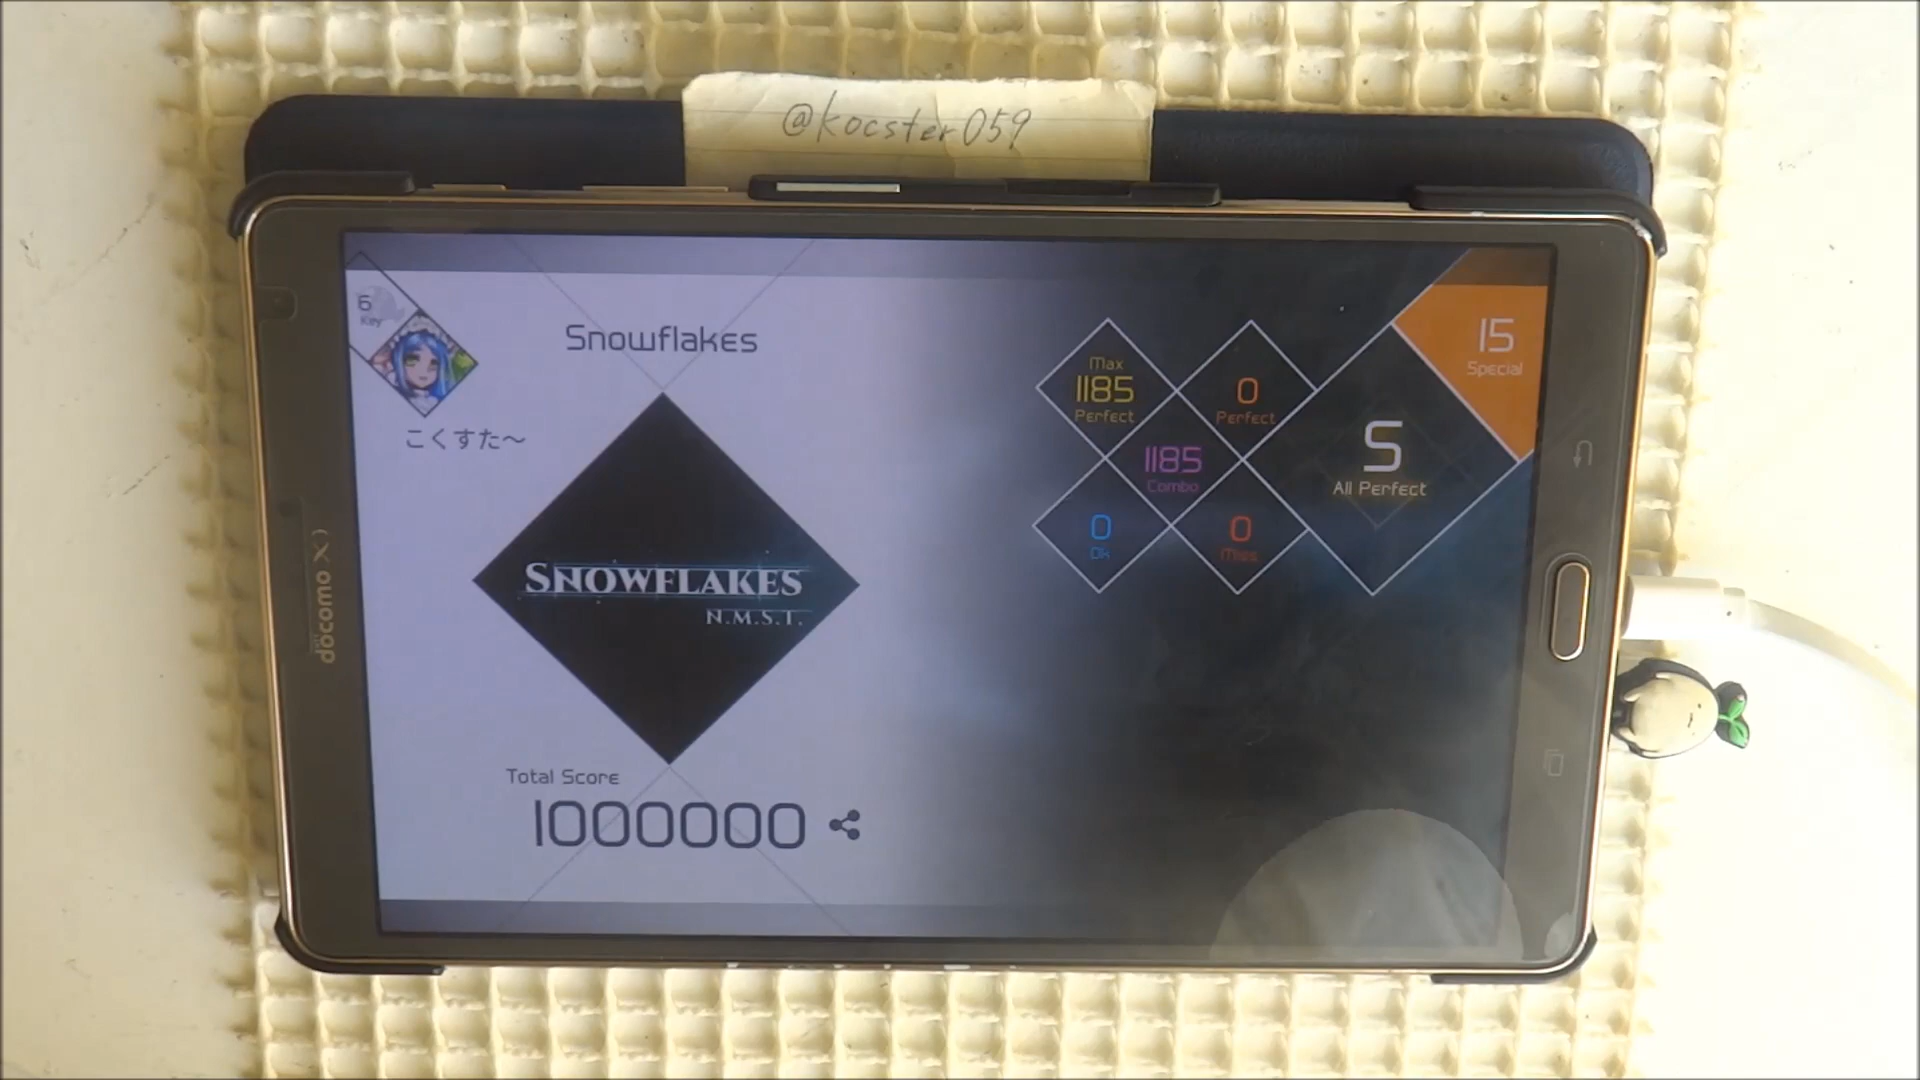 @kocster059
6
Key
こくすた～
Snowflakes
SNOWFLAKES
N.M.S.T.
Total Score
1000000
Max
1185
Perfect
0
Perfect
1185
Combo
0
Ok
0
Miss
S
All Perfect
15
Special
docomo Xi